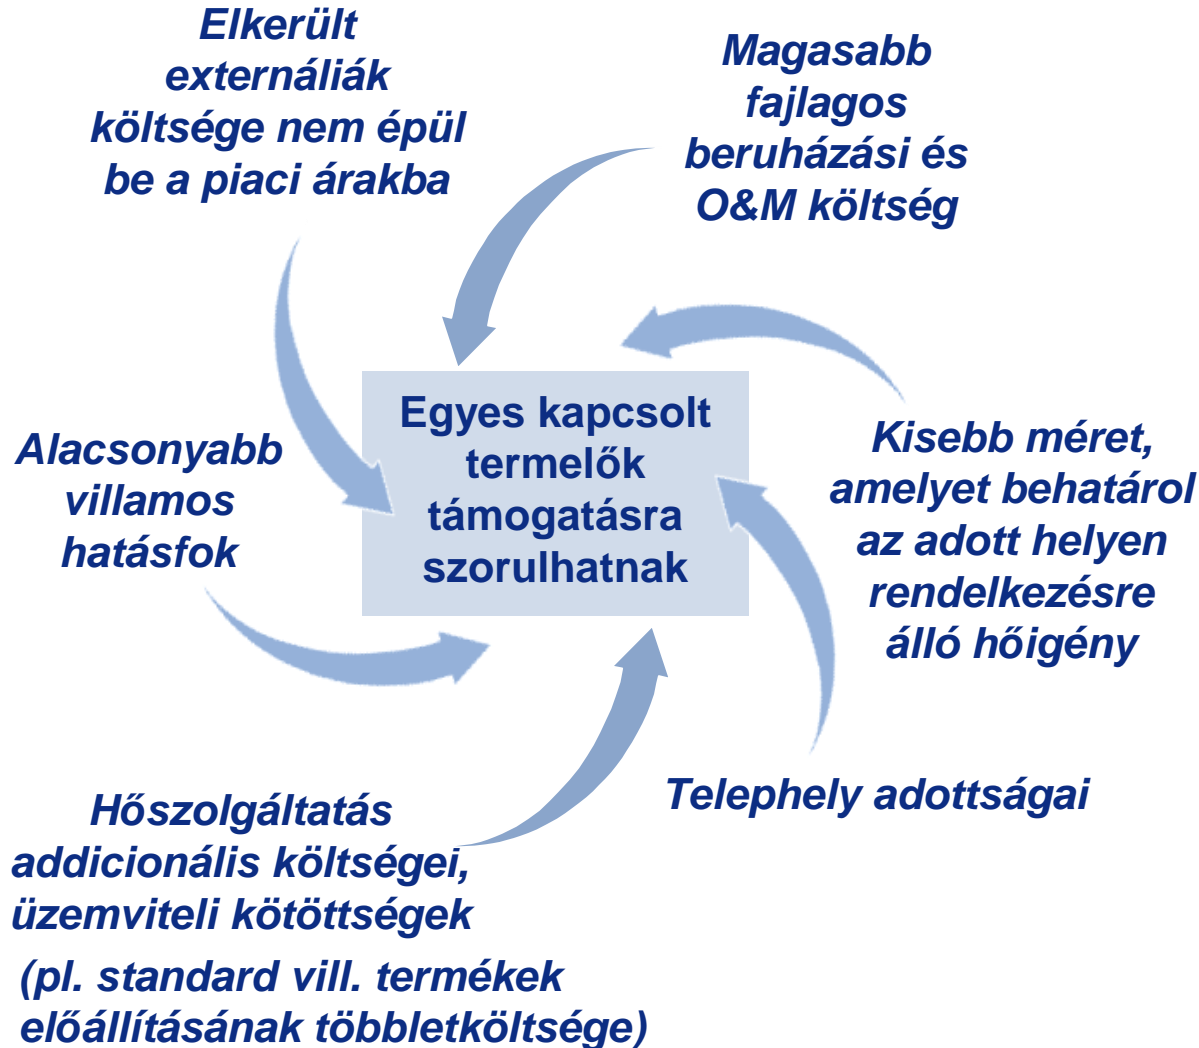 Elkerült
externáliák
költsége nem épül
be a piaci árakba
Magasabb
fajlagos
beruházási és
O&M költség
Egyes kapcsolt
termelők
támogatásra
szorulhatnak
Alacsonyabb
villamos
hatásfok
Kisebb méret,
amelyet behatárol
az adott helyen
rendelkezésre
álló hőigény
Telephely adottságai
Hőszolgáltatás
addicionális költségei,
üzemviteli kötöttségek
(pl. standard vill. termékek
előállításának többletköltsége)